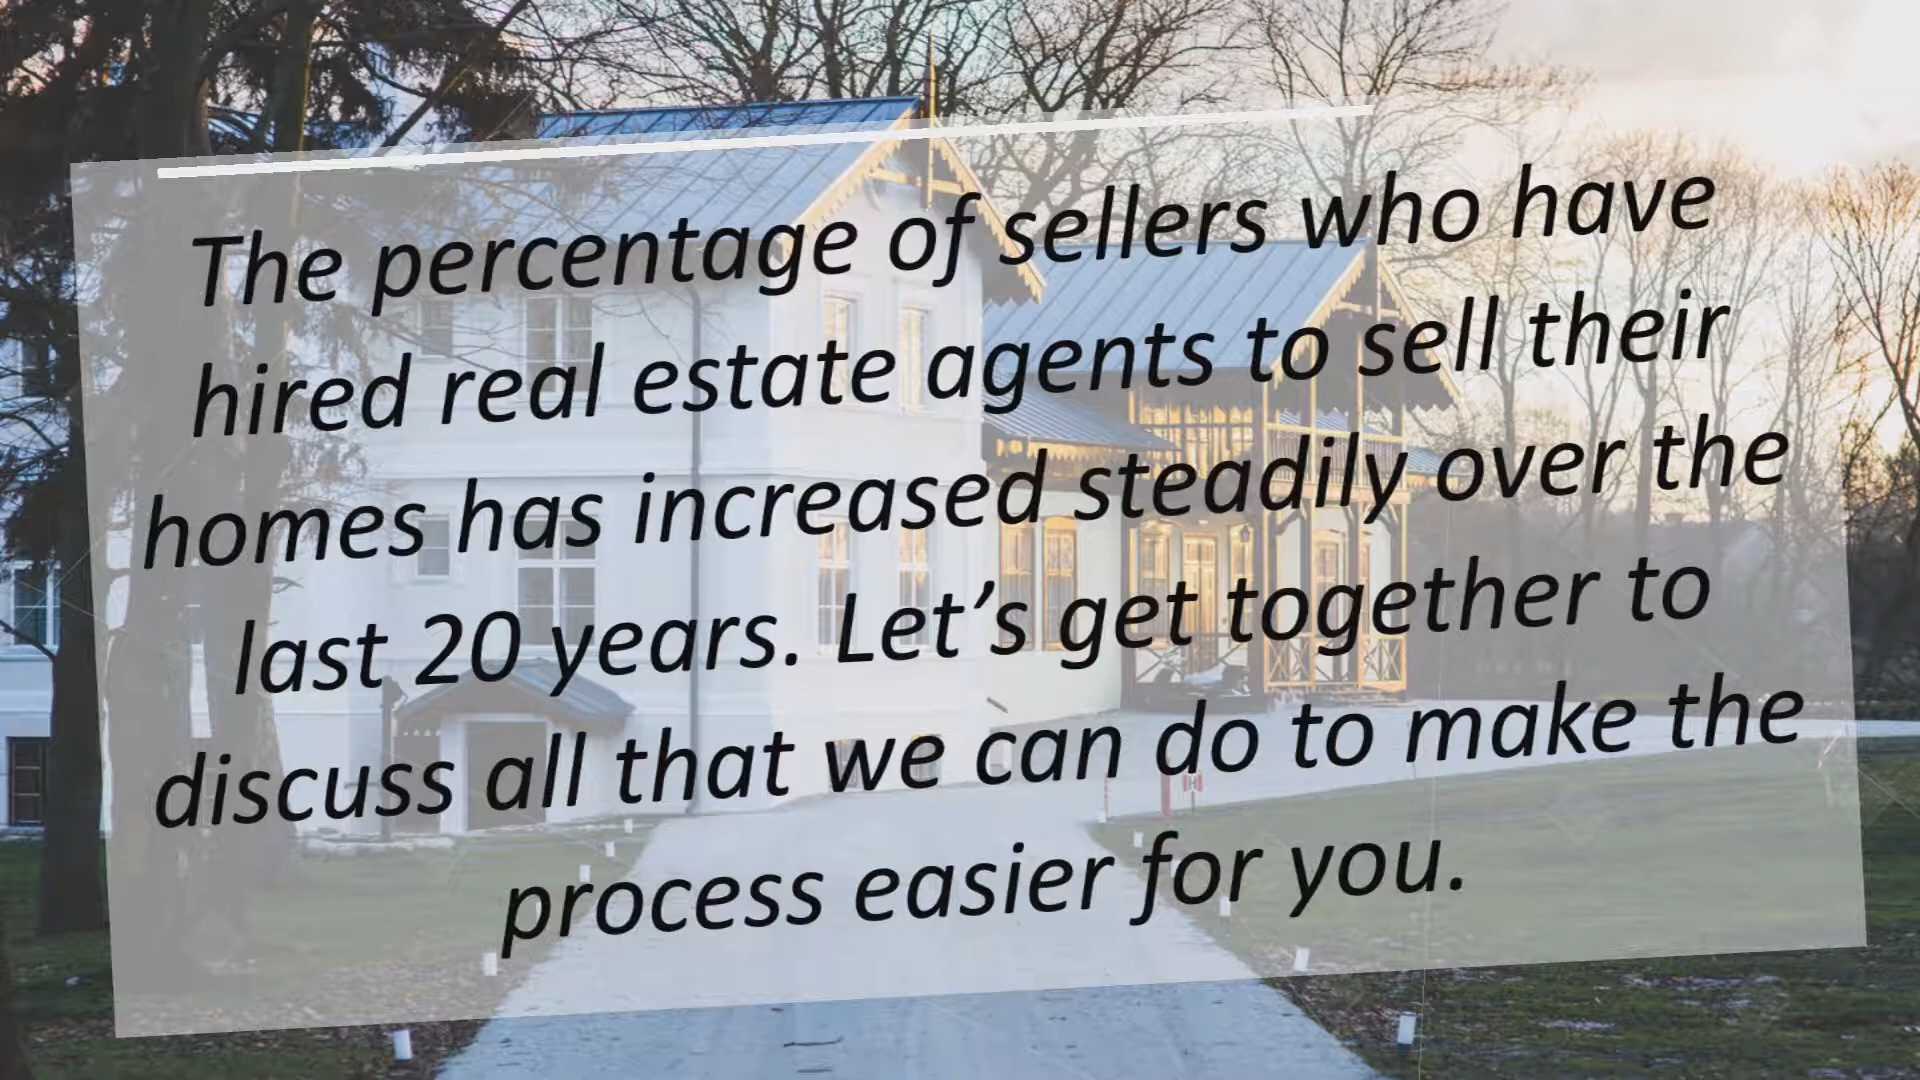 The percentage of sellers who have
hired real estate agents to sell their
homes has increased steadily over the
last 20 years. Let’s get together to
discuss all that we can do to make the
process easier for you.